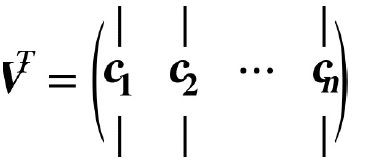 V^T = (c_1 c_2 ⋯ c_n)